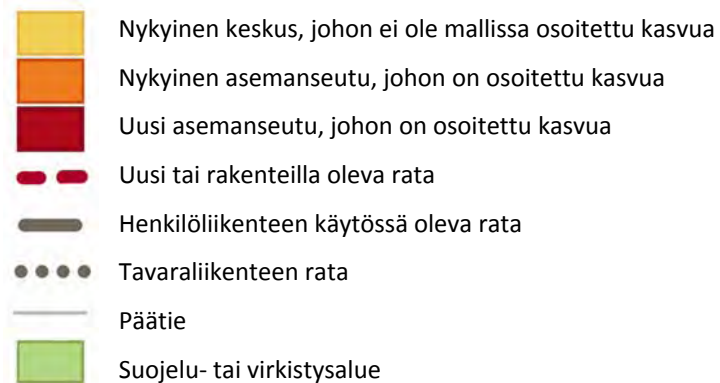 Nykyinen keskus, johon ei ole mallissa osoitettu kasvua
Nykyinen asemanseutu, johon on osoitettu kasvua
Uusi asemanseutu, johon on osoitettu kasvua
Uusi tai rakenteilla oleva rata
Henkilöliikenteen käytössä oleva rata
Tavaraliikenteen rata
Päätie
Suojelu- tai virkistysalue